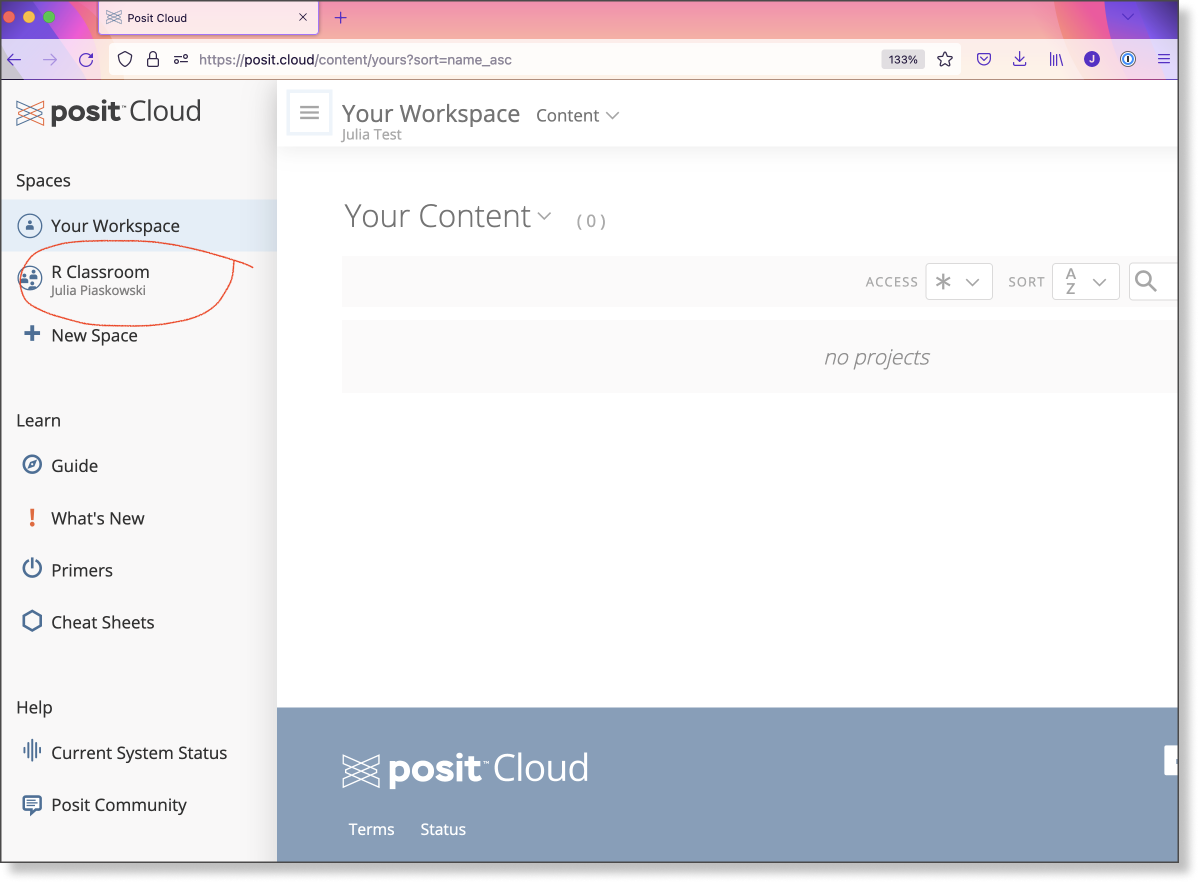 Posit Cloud
https://posit.cloud/content/yours?sort=name_asc
133%
J
posit™ Cloud
Spaces
Your Workspace
R Classroom
Julia Piaskowski
New Space
Learn
Guide
What's New
Primers
Cheat Sheets
Help
Current System Status
Posit Community
Your Workspace Content
Julia Test
Your Content (0)
ACCESS * SORT A Z
no projects
posit™ Cloud
Terms Status